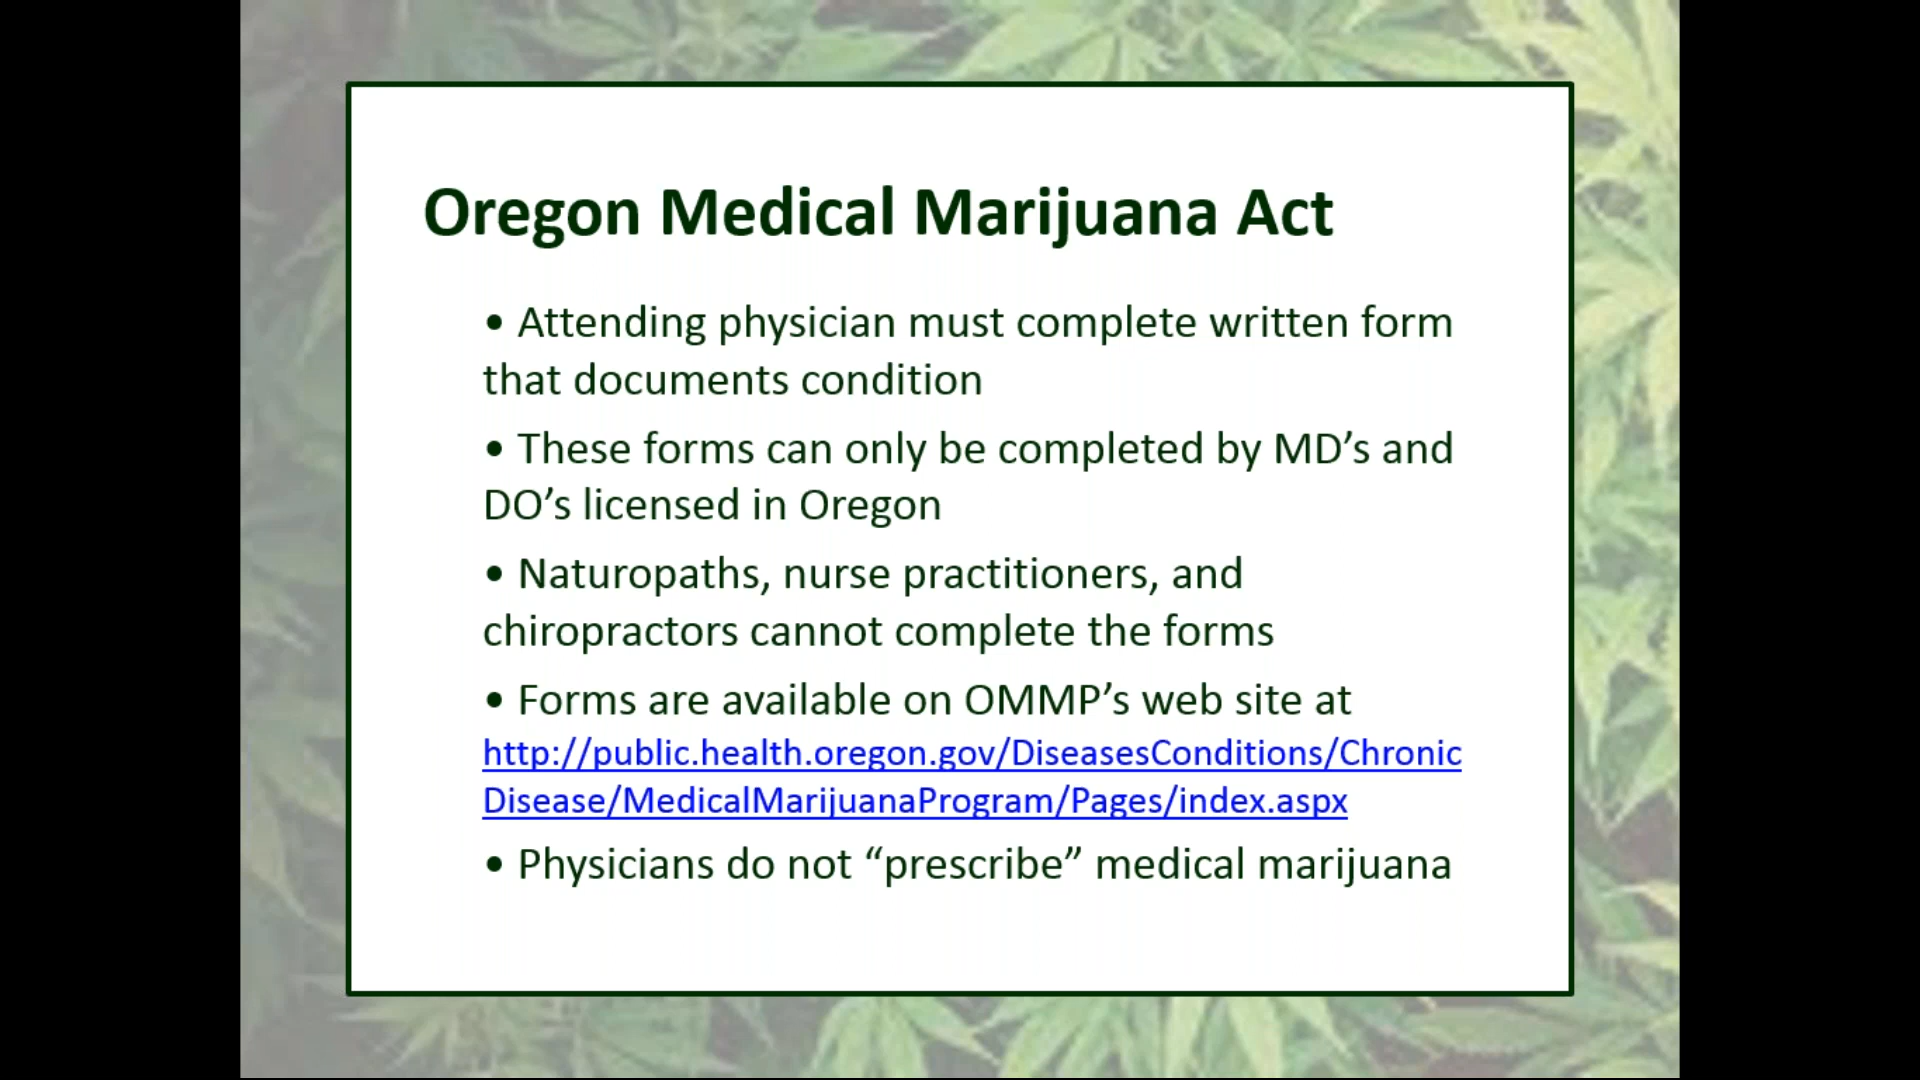 Oregon Medical Marijuana Act
• Attending physician must complete written form
that documents condition
• These forms can only be completed by MD’s and
DO’s licensed in Oregon
• Naturopaths, nurse practitioners, and
chiropractors cannot complete the forms
• Forms are available on OMMP’s web site at
http://public.health.oregon.gov/DiseasesConditions/Chronic
Disease/MedicalMarijuanaProgram/Pages/index.aspx
• Physicians do not “prescribe” medical marijuana